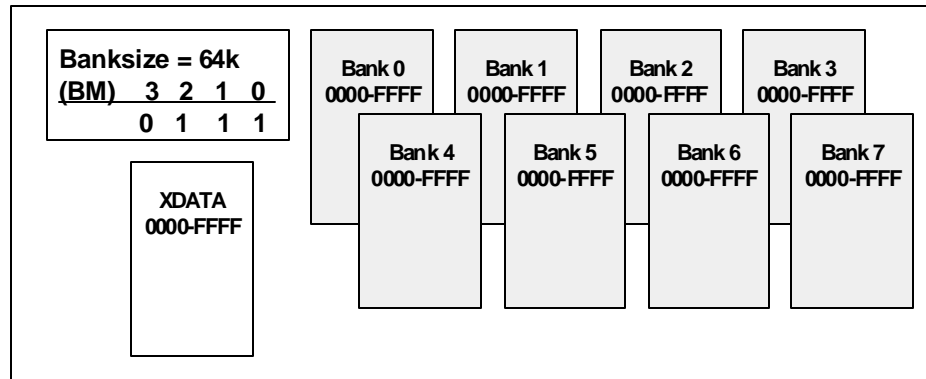 Banksize = 64k
(BM) 3 2 1 0
0 1 1 1
Bank 0
0000-FFFF
Bank 1
0000-FFFF
Bank 2
0000-FFFF
Bank 3
0000-FFFF
Bank 4
0000-FFFF
Bank 5
0000-FFFF
Bank 6
0000-FFFF
Bank 7
0000-FFFF
XDATA
0000-FFFF